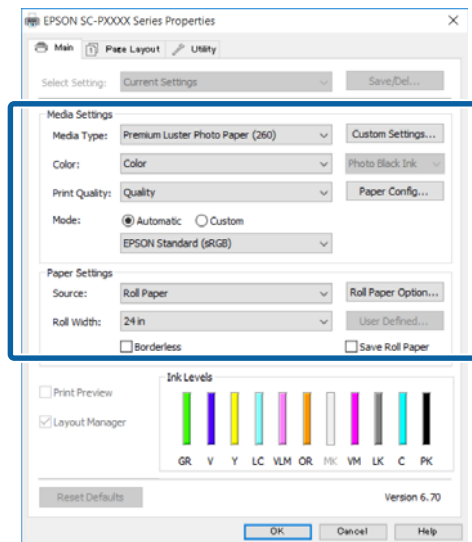 EPSON SC-PXXXX Series Properties
Main Page Layout Utility
Select Setting: Current Settings Save/Del...
Media Settings
Media Type: Premium Luster Photo Paper (260) Custom Settings...
Color: Color Photo Black Ink
Print Quality: Quality Paper Config...
Mode: Automatic Custom
EPSON Standard (sRGB)
Paper Settings
Source: Roll Paper Roll Paper Option...
Roll Width: 24 in User Defined...
Borderless Save Roll Paper
Print Preview
Layout Manager
Ink Levels
GR V Y LC VLM OR MK VM LK C PK
Reset Defaults Version 6.70
OK Cancel Help